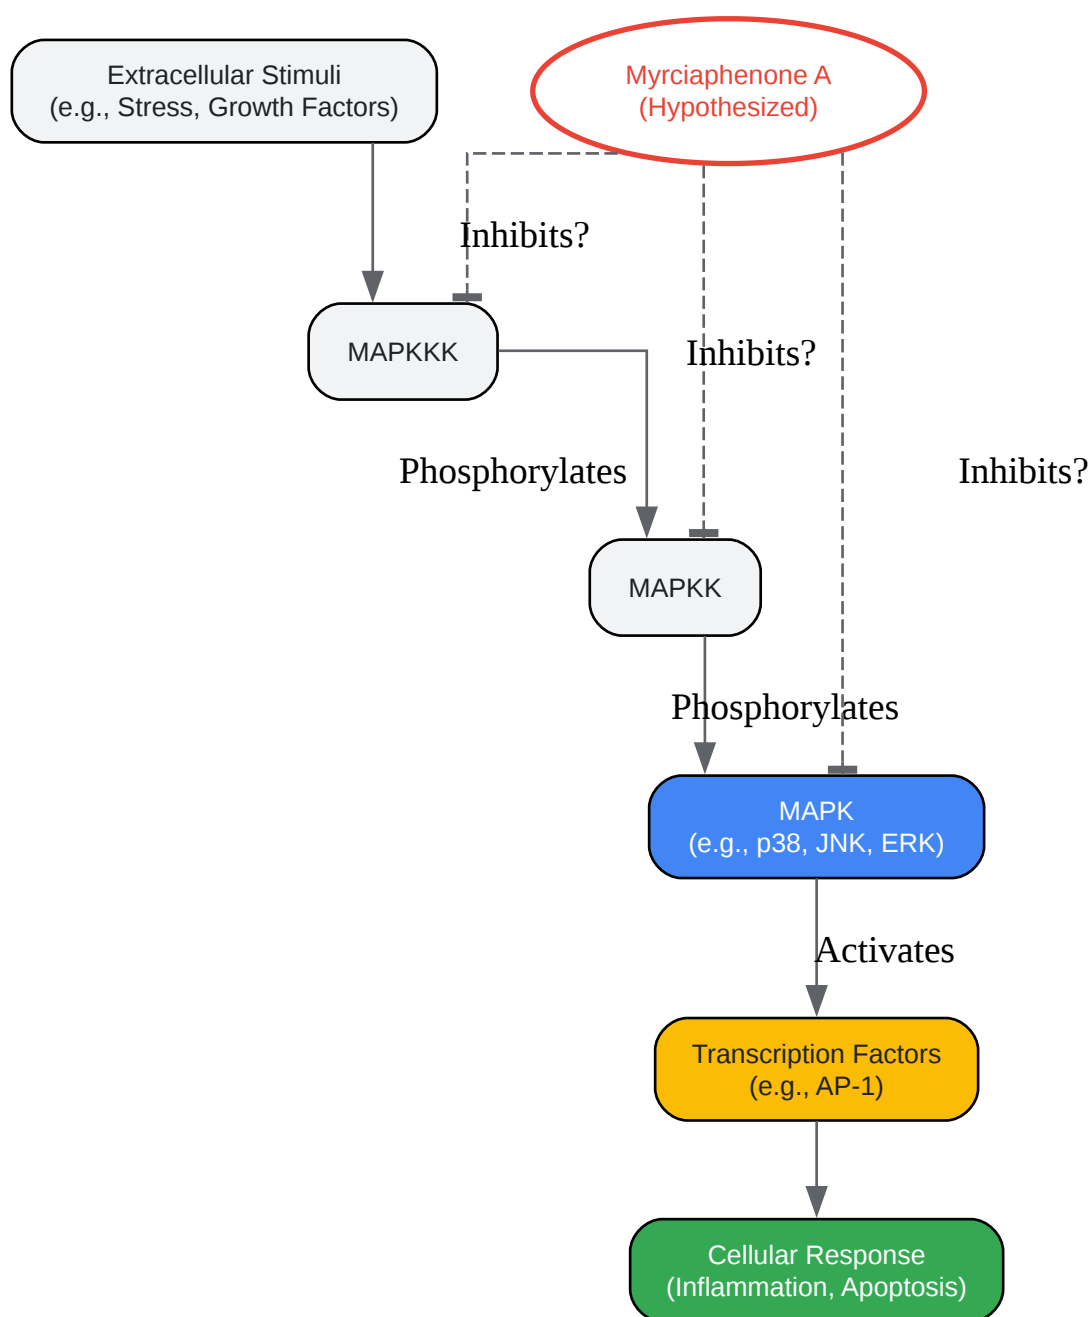 Extracellular Stimuli
(e.g., Stress, Growth Factors)
Myrciaphenone A
(Hypothesized)
Inhibits?
MAPKKK
Inhibits?
Phosphorylates
Inhibits?
MAPKK
Phosphorylates
MAPK
(e.g., p38, JNK, ERK)
Activates
Transcription Factors
(e.g., AP-1)
Cellular Response
(Inflammation, Apoptosis)